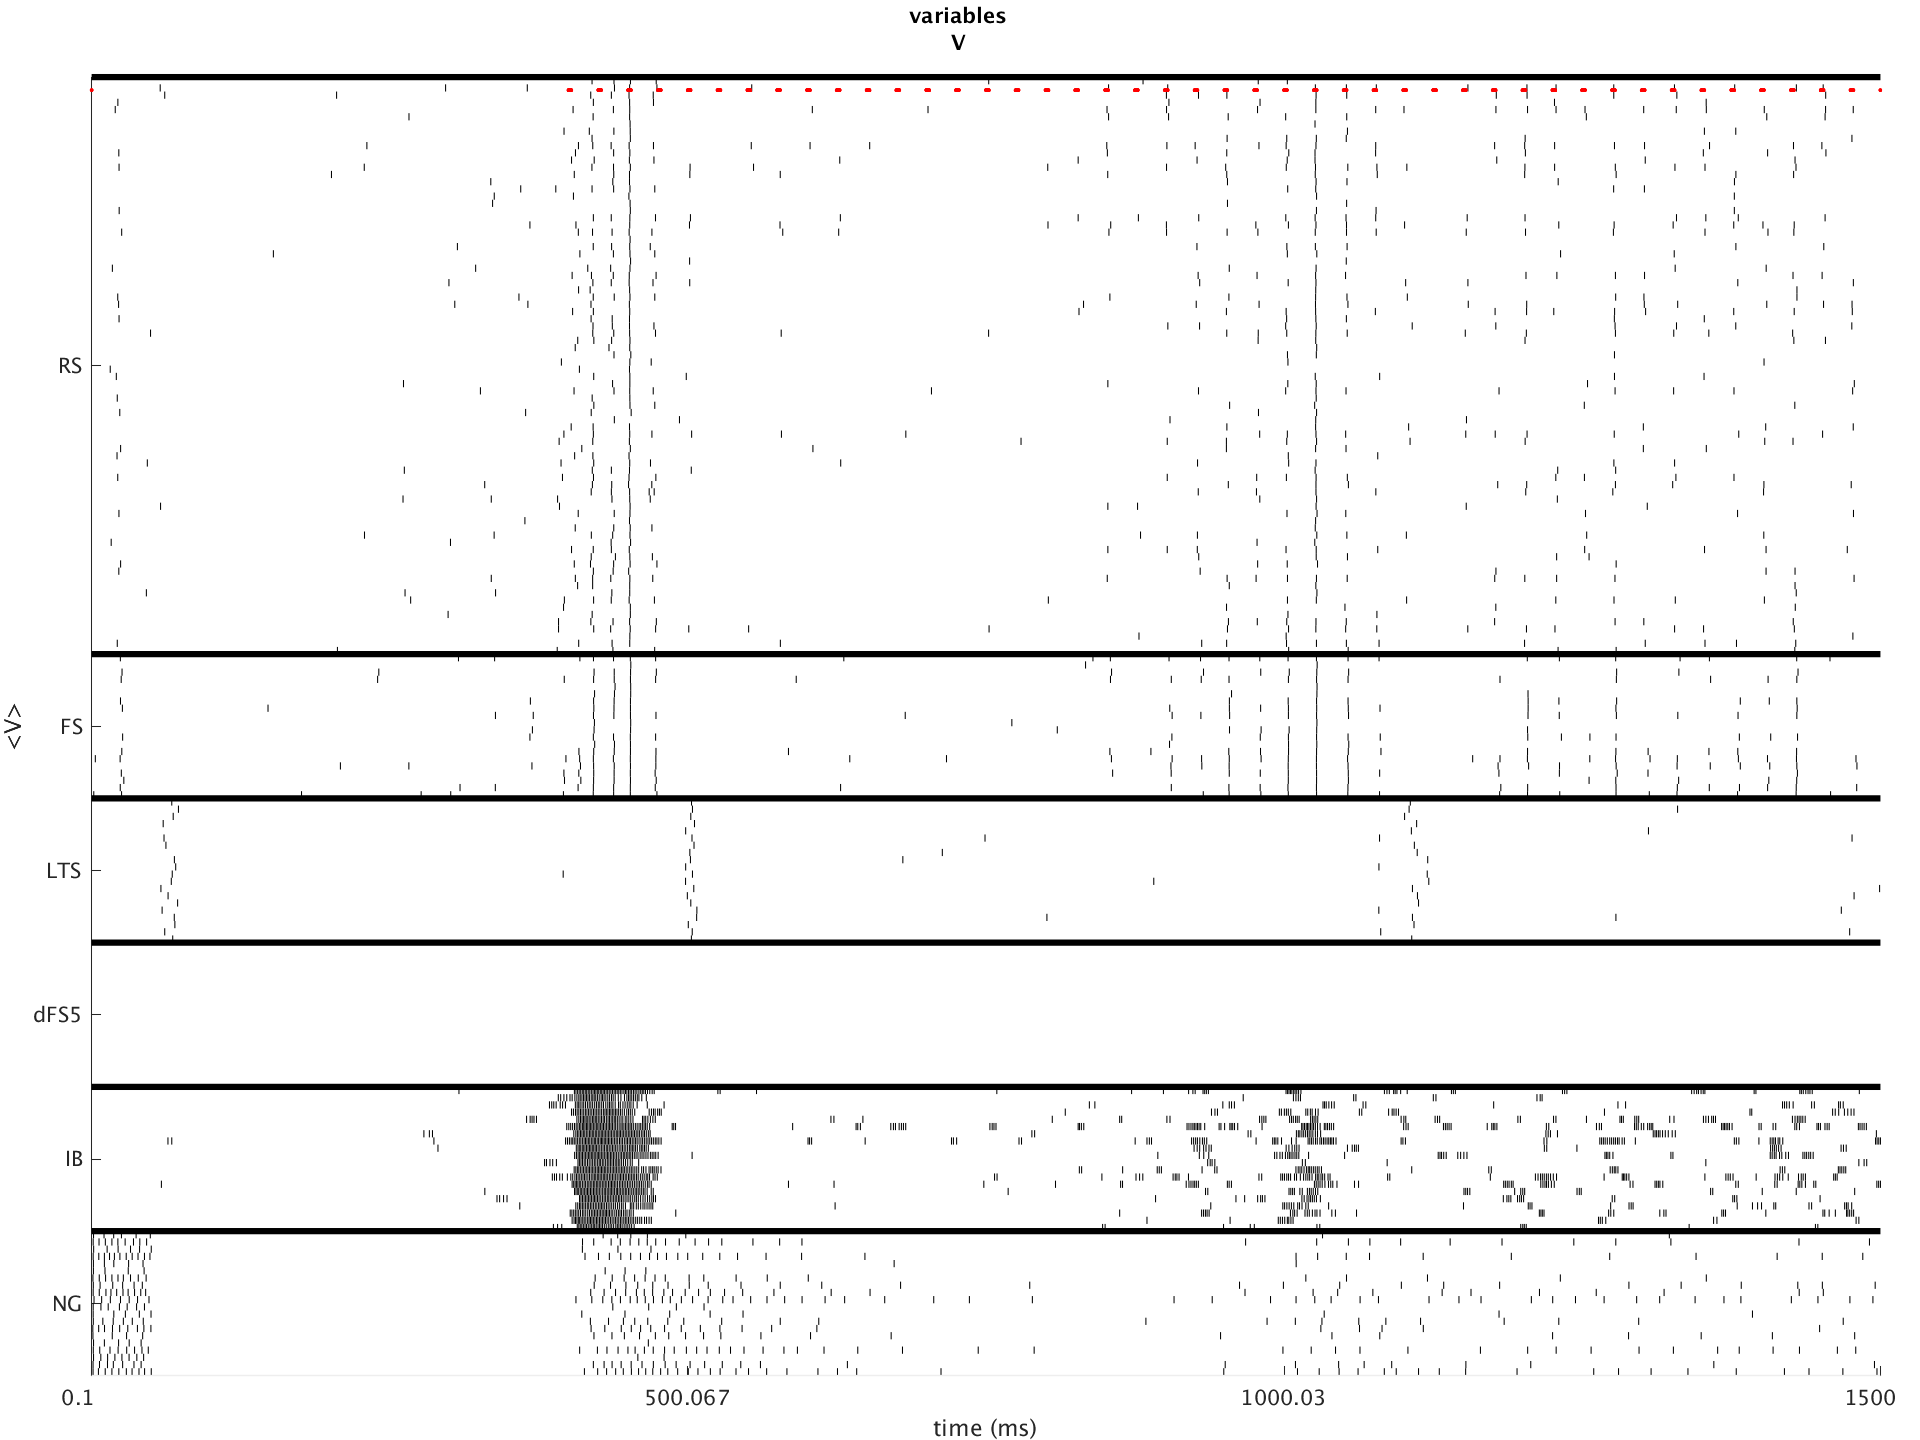 variables
V
RS
FS
<V>
LTS
dFS5
IB
NG
0.1
500.067
1000.03
1500
time (ms)